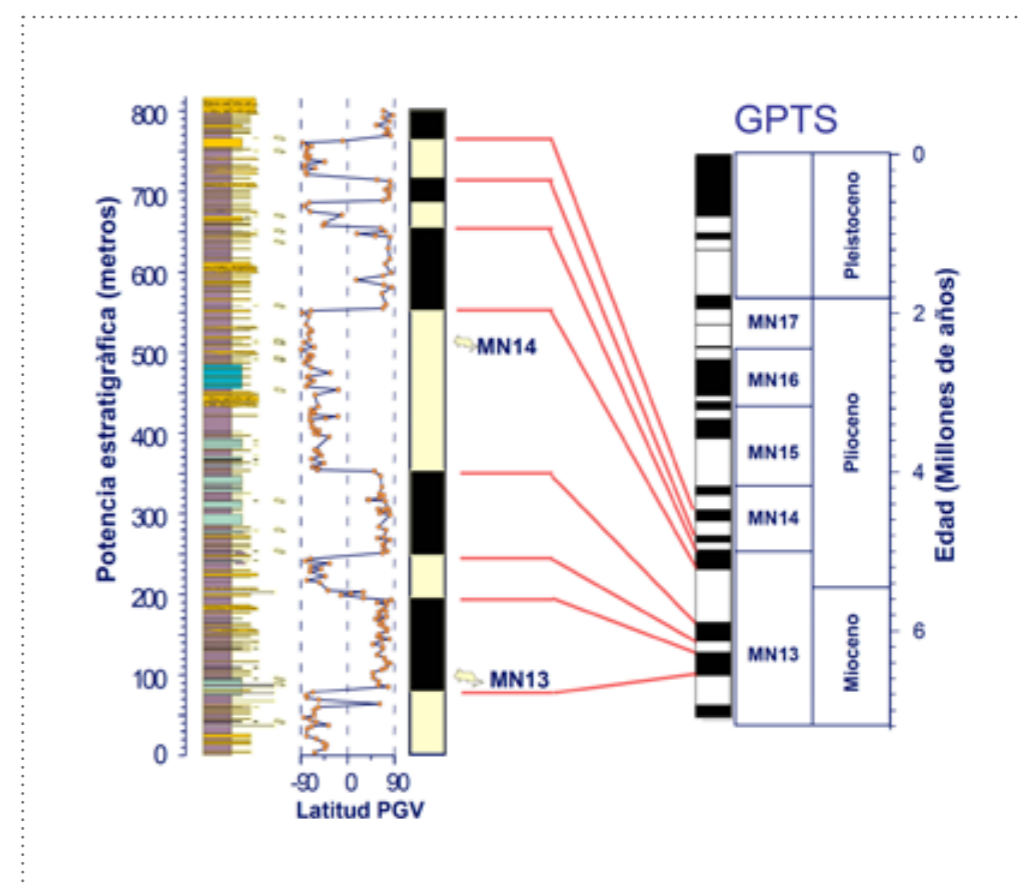 GPTS
Potencia estratigràfica (metros)
800
700
600
500
400
300
200
100
0
-90 0 90
Latitud PGV
MN14
MN13
MN17
MN16
MN15
MN14
MN13
Pleistoceno
Plioceno
Mioceno
0
2
4
6
Edad (Millones de años)